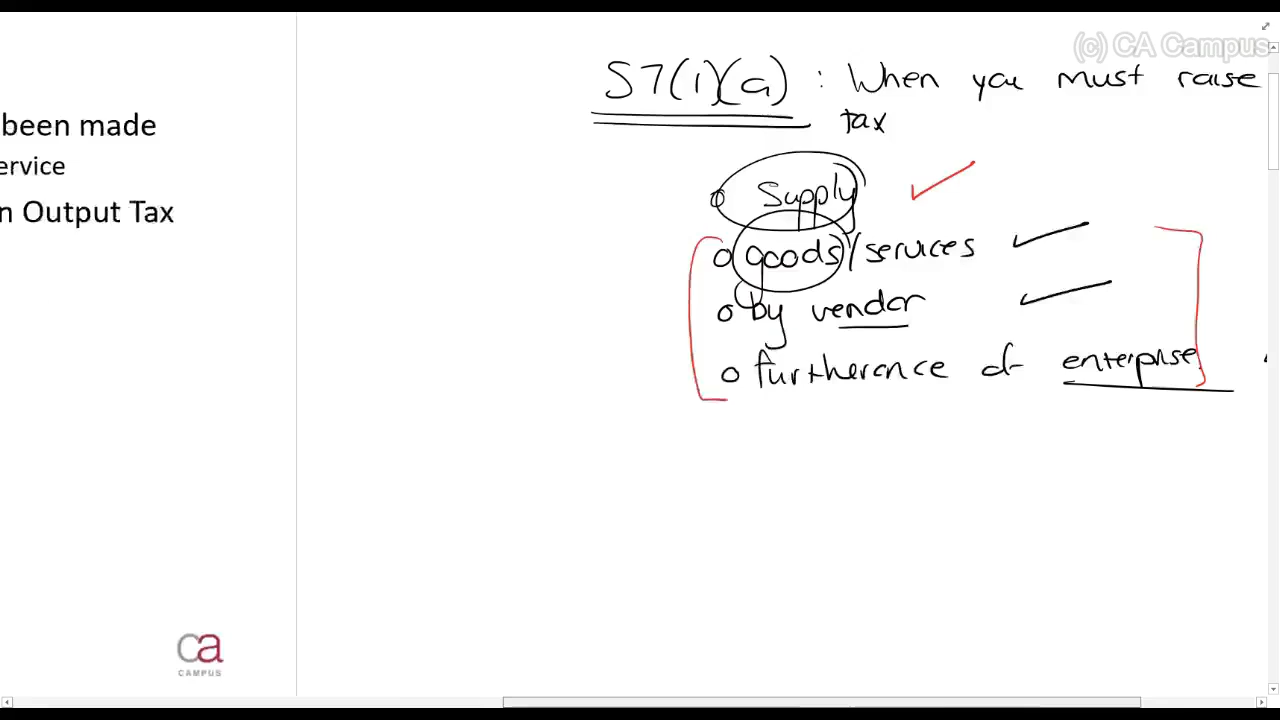 (c) CA Campus
been made
ervice
n Output Tax
S7(1)(a) : When you must raise
tax
Supply
goods/services
by vendor
furtherance of enterprise
ca
CAMPUS